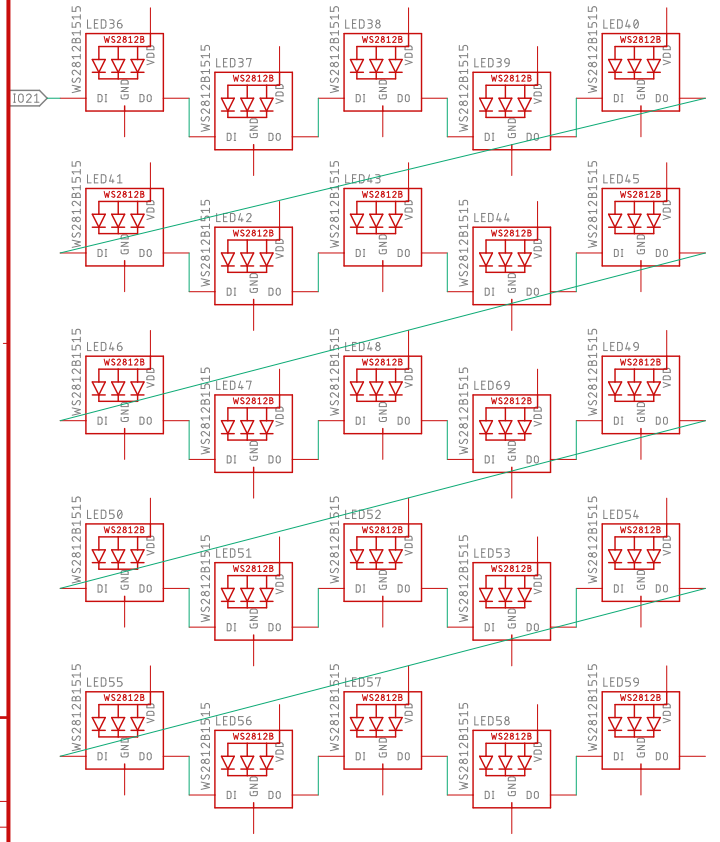 LED36
WS2812B1515
WS2812B
VDD
GND
DI DO
LED37
WS2812B1515
WS2812B
VDD
GND
DI DO
LED38
WS2812B1515
WS2812B
VDD
GND
DI DO
LED39
WS2812B1515
WS2812B
VDD
GND
DI DO
LED40
WS2812B1515
WS2812B
VDD
GND
DI DO
IO21
LED41
WS2812B1515
WS2812B
VDD
GND
DI DO
LED42
WS2812B1515
WS2812B
VDD
GND
DI DO
LED43
WS2812B1515
WS2812B
VDD
GND
DI DO
LED44
WS2812B1515
WS2812B
VDD
GND
DI DO
LED45
WS2812B1515
WS2812B
VDD
GND
DI DO
LED46
WS2812B1515
WS2812B
VDD
GND
DI DO
LED47
WS2812B1515
WS2812B
VDD
GND
DI DO
LED48
WS2812B1515
WS2812B
VDD
GND
DI DO
LED69
WS2812B1515
WS2812B
VDD
GND
DI DO
LED49
WS2812B1515
WS2812B
VDD
GND
DI DO
LED50
WS2812B1515
WS2812B
VDD
GND
DI DO
LED51
WS2812B1515
WS2812B
VDD
GND
DI DO
LED52
WS2812B1515
WS2812B
VDD
GND
DI DO
LED53
WS2812B1515
WS2812B
VDD
GND
DI DO
LED54
WS2812B1515
WS2812B
VDD
GND
DI DO
LED55
WS2812B1515
WS2812B
VDD
GND
DI DO
LED56
WS2812B1515
WS2812B
VDD
GND
DI DO
LED57
WS2812B1515
WS2812B
VDD
GND
DI DO
LED58
WS2812B1515
WS2812B
VDD
GND
DI DO
LED59
WS2812B1515
WS2812B
VDD
GND
DI DO